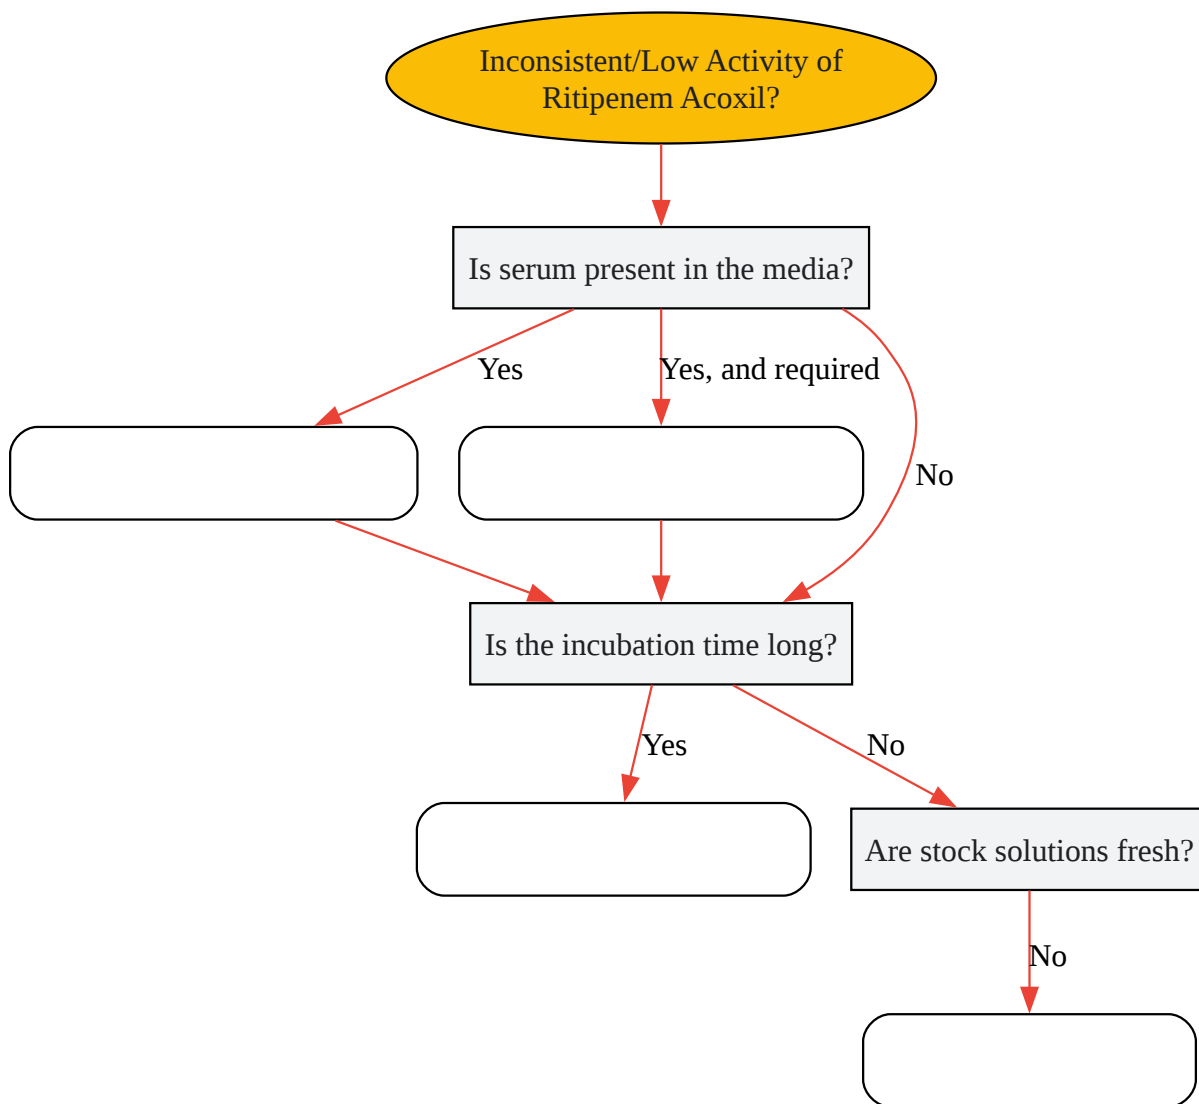 Inconsistent/Low Activity of
Ritipenem Acoxil?
Is serum present in the media?
Yes
Yes, and required
No
Is the incubation time long?
Yes
No
Are stock solutions fresh?
No